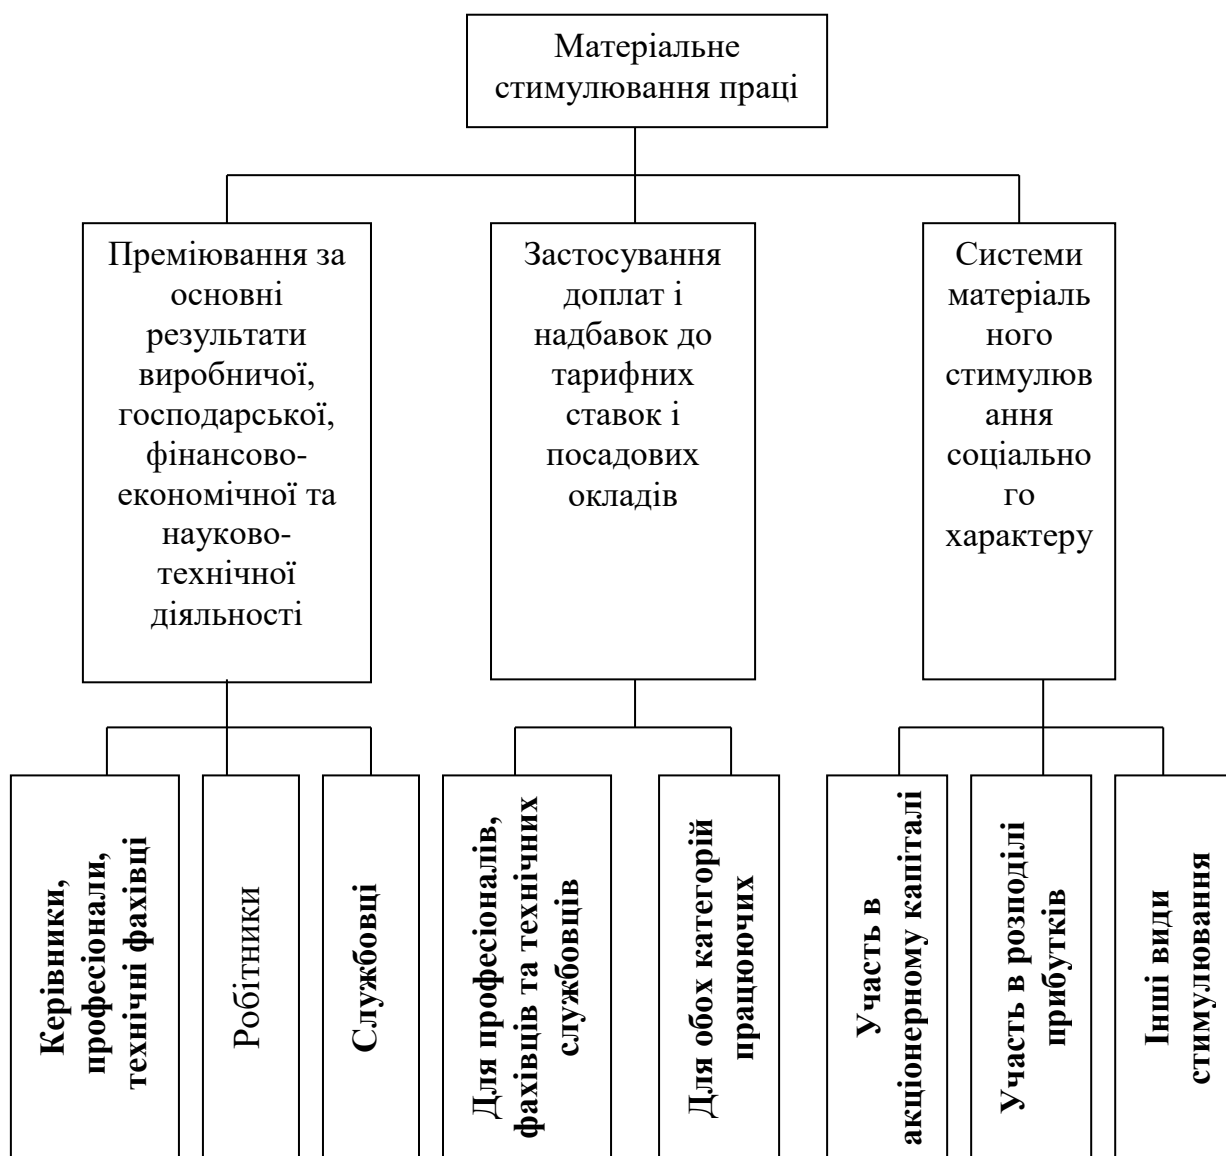 Матеріальне
стимулювання праці
Преміювання за
основні
результати
виробничої,
господарської,
фінансово-
економічної та
науково-
технічної
діяльності
Застосування
доплат і
надбавок до
тарифних
ставок і
посадових
окладів
Системи
матеріаль
ного
стимулюв
ання
соціально
го
характеру
Керівники,
професіонали,
технічні фахівці
Робітники
Службовці
Для професіоналів,
фахівців та технічних
службовців
Для обох категорій
працюючих
Участь в
акціонерному капіталі
Участь в розподілі
прибутків
Інші види
стимулювання